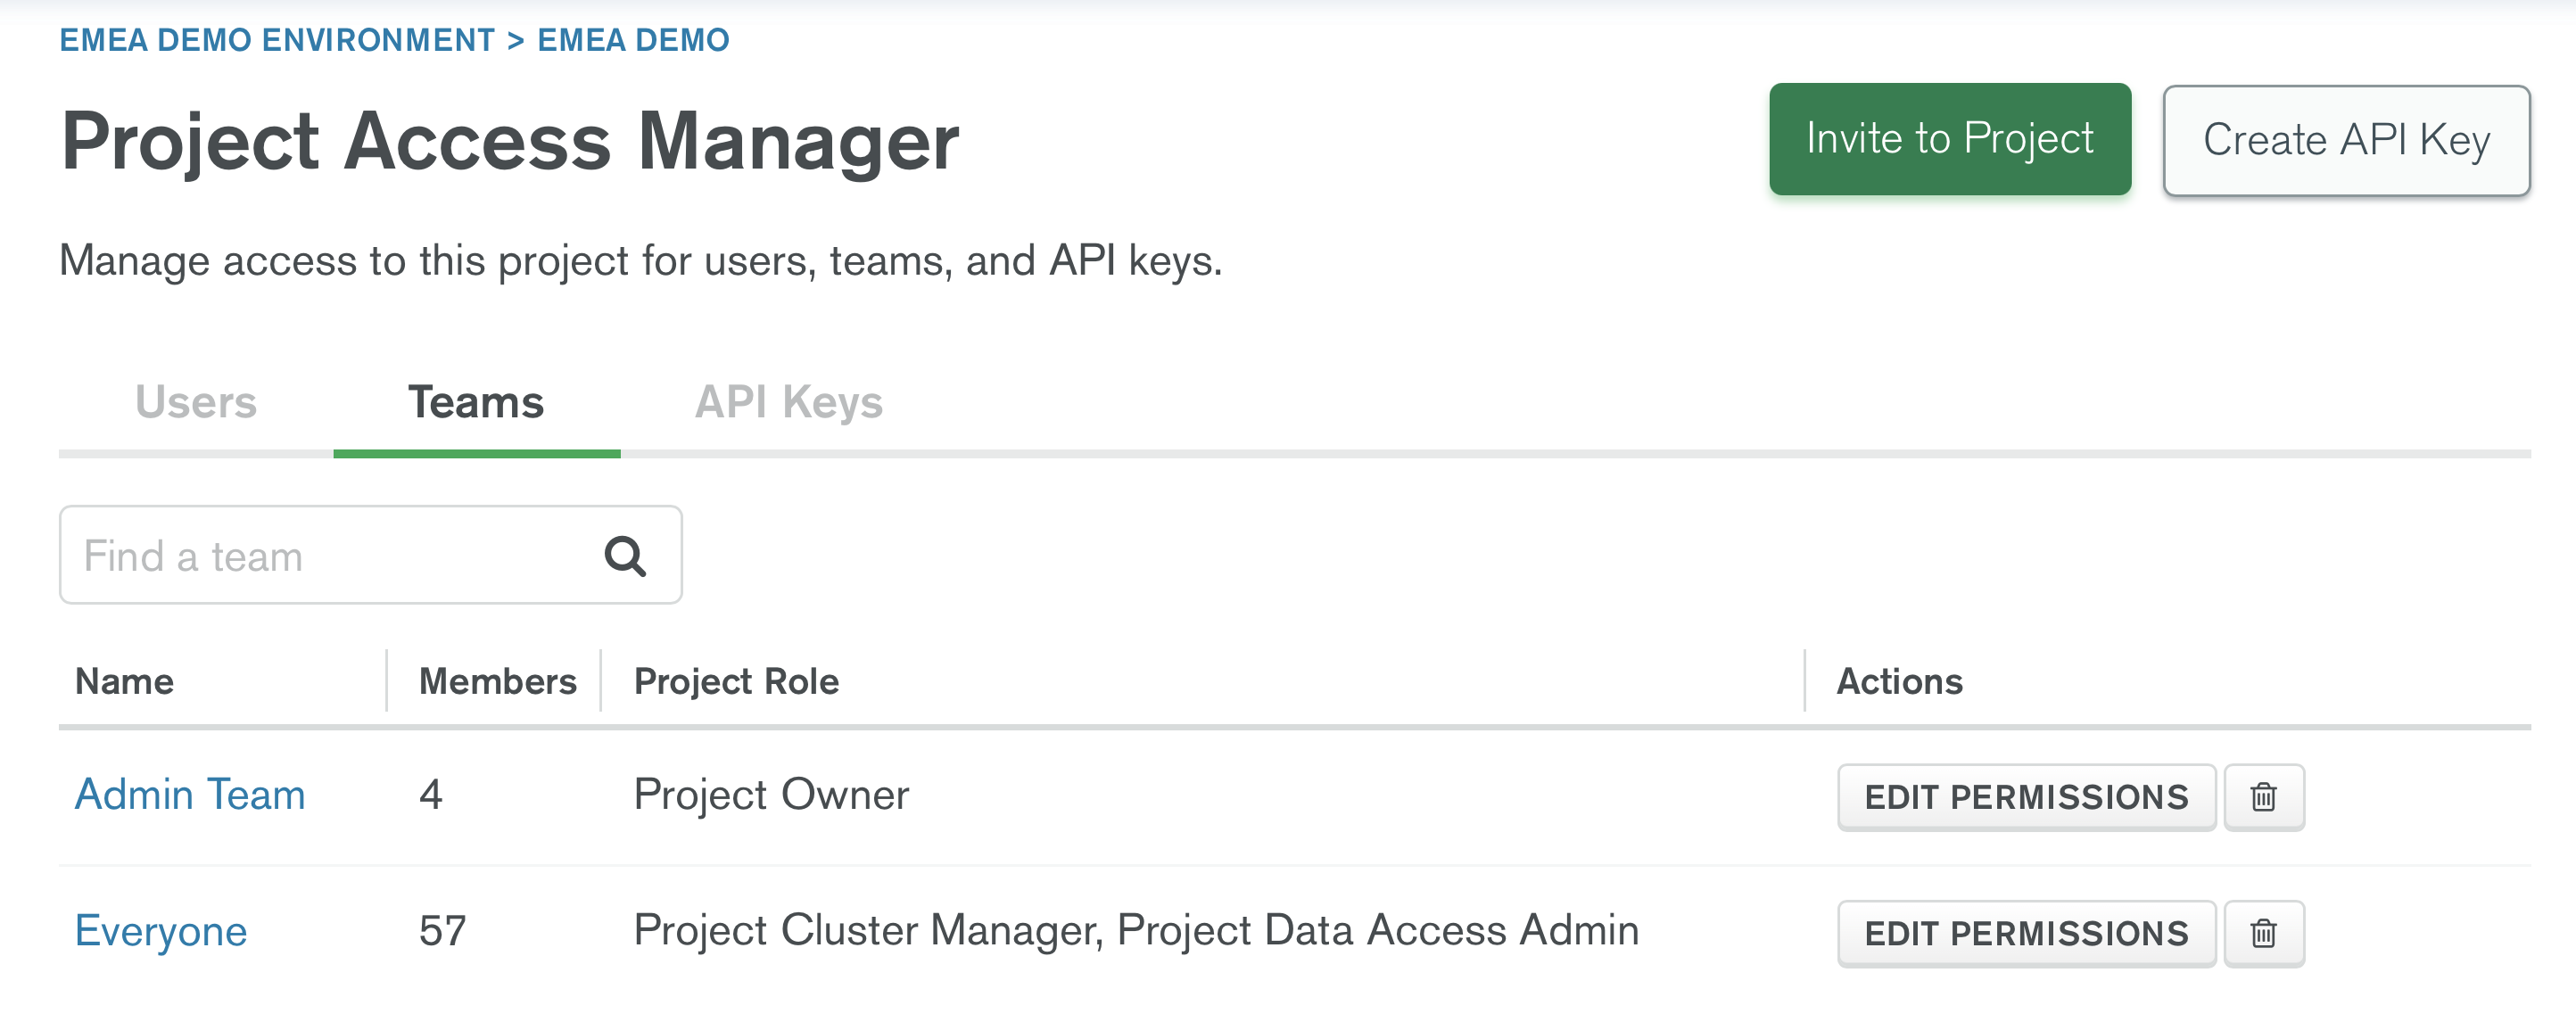 EMEA DEMO ENVIRONMENT > EMEA DEMO
Project Access Manager
Invite to Project
Create API Key
Manage access to this project for users, teams, and API keys.
Users Teams API Keys
Find a team
Name Members Project Role Actions
Admin Team 4 Project Owner EDIT PERMISSIONS
Everyone 57 Project Cluster Manager, Project Data Access Admin EDIT PERMISSIONS